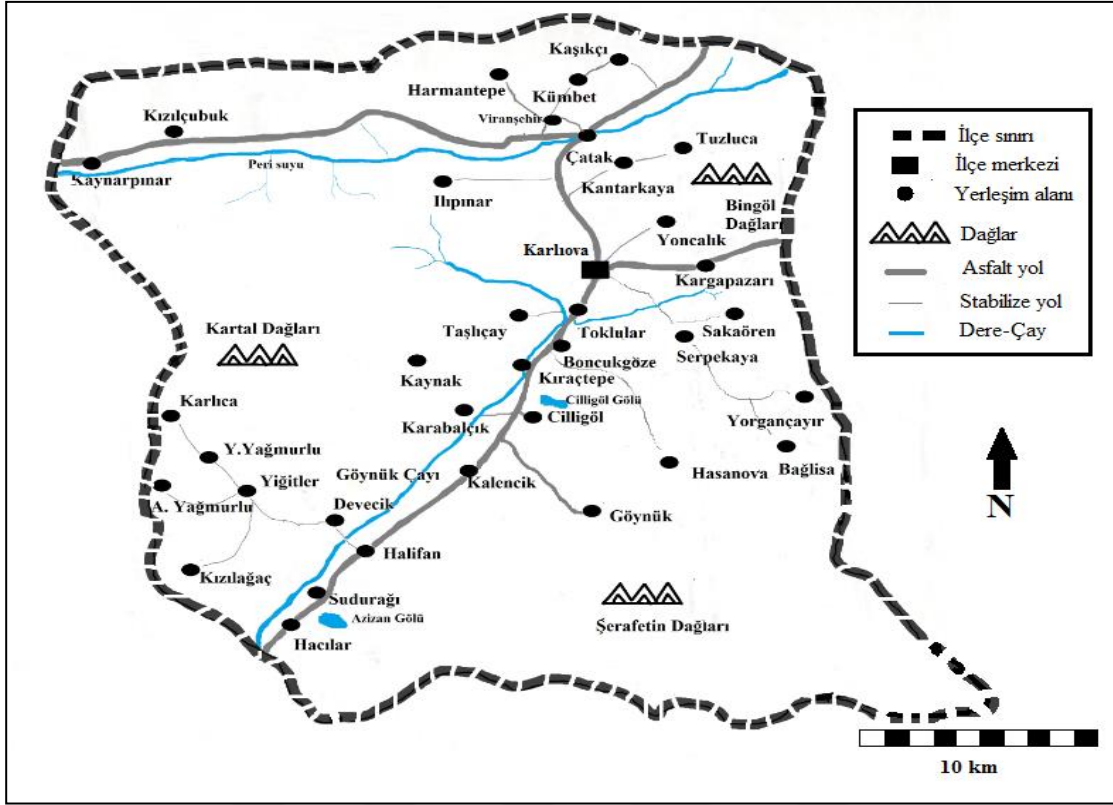 Kaşıkçı
Harmantepe
Kümbet
Viranşehir
Kızılçubuk
Çatak
Tuzluca
Peri suyu
Kaynarpınar
Kantarkaya
Ilıpınar
Bingöl
Dağları
Yoncalık
Karlıova
Kargapazarı
Taşlıçay
Toklular
Sakaören
Serpekaya
Kartal Dağları
Boncukgöze
Kaynak
Kıraçtepe
Cilligöl Gölü
Karlıca
Karabalçık
Cilligöl
Yorgançayır
Y.Yağmurlu
Hasanova
Bağlisa
Göynük Çayı
Kalencik
Yiğitler
A. Yağmurlu
Devecik
Göynük
Halifan
Kızılağaç
Sudurağı
Azizan Gölü
Hacılar
Şerafetin Dağları
İlçe sınırı
İlçe merkezi
Yerleşim alanı
Dağlar
Asfalt yol
Stabilize yol
Dere-Çay
N
10 km